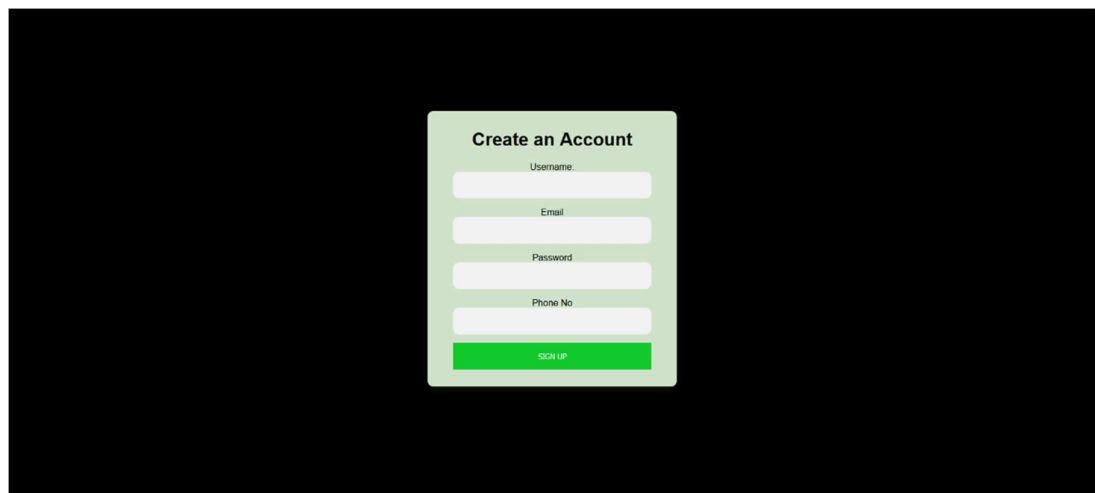 Create an Account
Username:
Email
Password
Phone No
SIGN UP